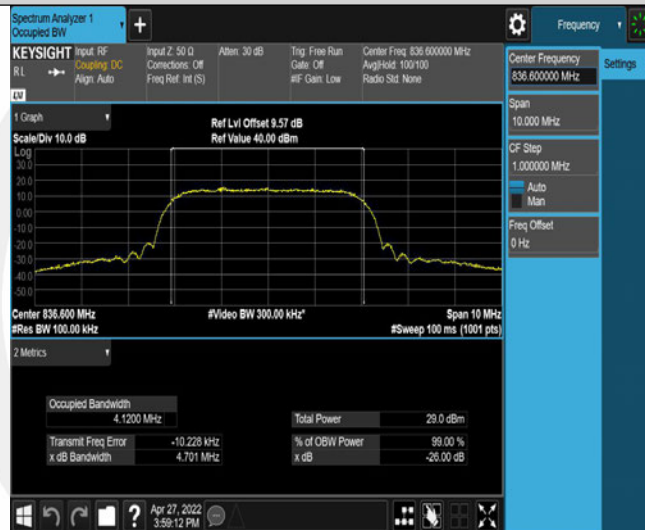 Spectrum Analyzer 1
Occupied BW
Frequency
KEYSIGHT
RL
Input: RF
Coupling: DC
Align: Auto
Input Z: 50 Ω
Corrections: Off
Freq Ref: Int (S)
Atten: 30 dB
Trig: Free Run
Gate: Off
#IF Gain: Low
Center Freq: 836.600000 MHz
Avg|Hold: 100/100
Radio Std: None
Center Frequency
836.600000 MHz
Settings
Span
10.000 MHz
CF Step
1.000000 MHz
Auto
Man
Freq Offset
0 Hz
1 Graph
Scale/Div 10.0 dB
Ref Lvl Offset 9.57 dB
Ref Value 40.00 dBm
Log
30.0
20.0
10.0
0.00
-10.0
-20.0
-30.0
-40.0
-50.0
Center 836.600 MHz
#Res BW 100.00 kHz
#Video BW 300.00 kHz*
Span 10 MHz
#Sweep 100 ms (1001 pts)
2 Metrics
Occupied Bandwidth
4.1200 MHz
Total Power 29.0 dBm
Transmit Freq Error -10.228 kHz
% of OBW Power 99.00 %
x dB Bandwidth 4.701 MHz
x dB -26.00 dB
?
Apr 27, 2022
3:59:12 PM